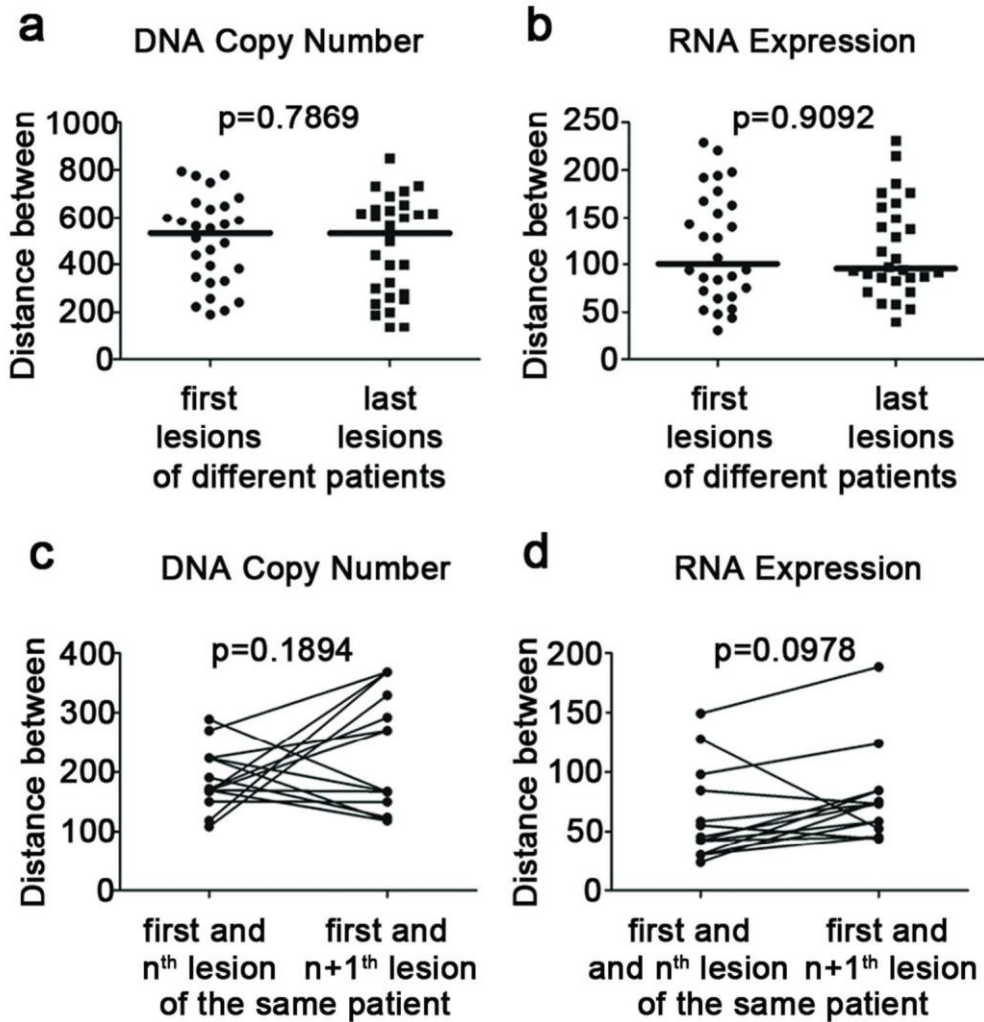 a
DNA Copy Number
p=0.7869
Distance between
1000
800
600
400
200
0
first
lesions
last
lesions
of different patients
b
RNA Expression
p=0.9092
Distance between
250
200
150
100
50
0
first
lesions
last
lesions
of different patients
c
DNA Copy Number
p=0.1894
Distance between
400
300
200
100
0
first and
nth lesion
first and
n+1th lesion
of the same patient
d
RNA Expression
p=0.0978
Distance between
200
150
100
50
0
first and
and nth lesion
first and
n+1th lesion
of the same patient